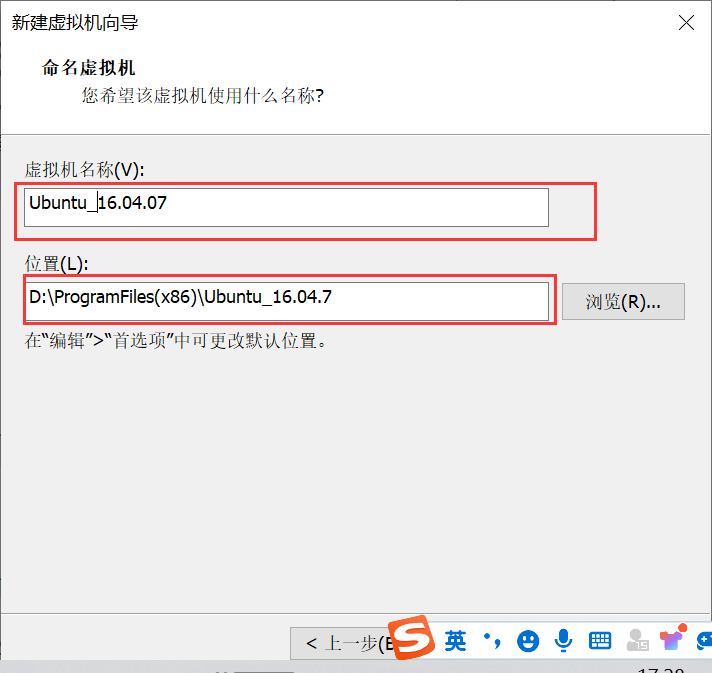 新建虚拟机向导
命名虚拟机
您希望该虚拟机使用什么名称?
虚拟机名称(V):
Ubuntu_16.04.07
位置(L):
D:\ProgramFiles(x86)\Ubuntu_16.04.7
浏览(R)...
在“编辑”>“首选项”中可更改默认位置。
< 上一步(B
英